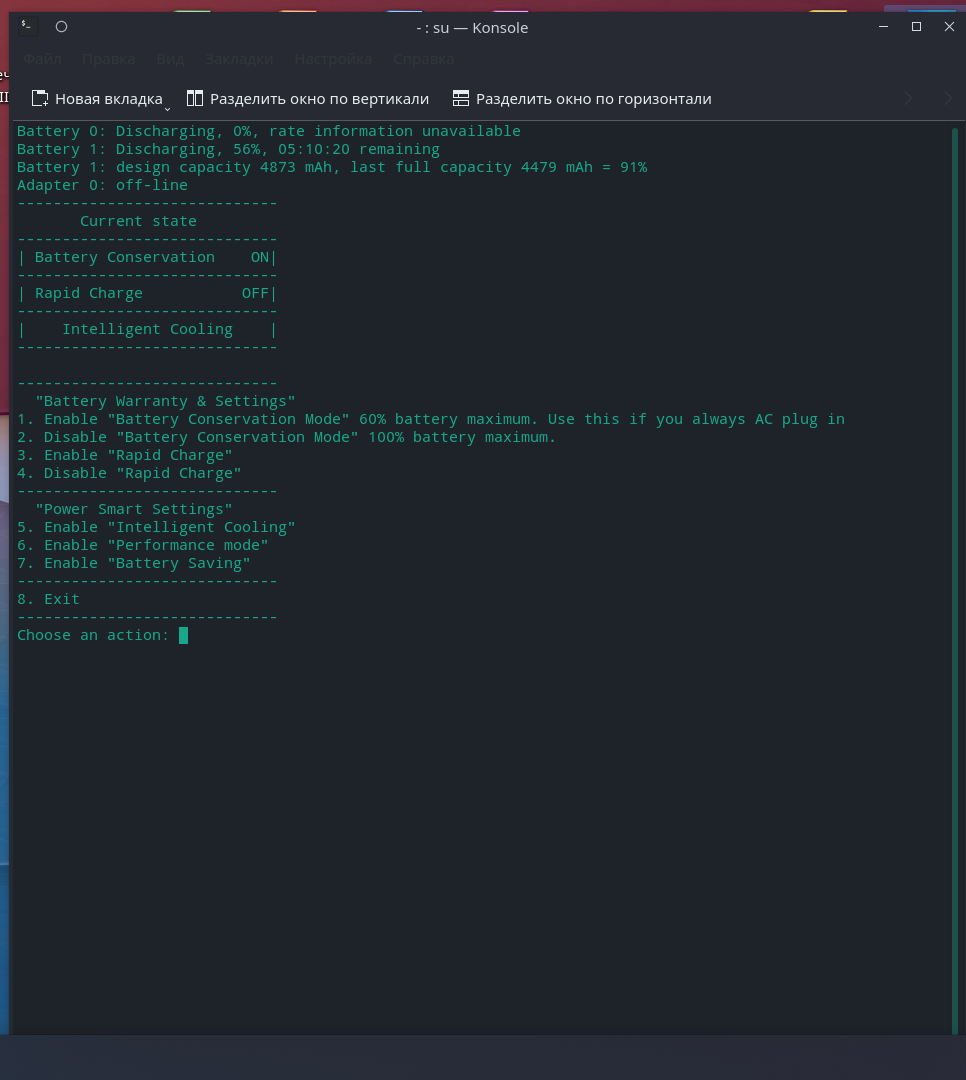 - : su — Konsole
Файл Правка Вид Закладки Настройка Справка
Новая вкладка Разделить окно по вертикали Разделить окно по горизонтали
Battery 0: Discharging, 0%, rate information unavailable
Battery 1: Discharging, 56%, 05:10:20 remaining
Battery 1: design capacity 4873 mAh, last full capacity 4479 mAh = 91%
Adapter 0: off-line
-----------------------------
Current state
-----------------------------
| Battery Conservation    ON|
-----------------------------
| Rapid Charge           OFF|
-----------------------------
|    Intelligent Cooling    |
-----------------------------
-----------------------------
"Battery Warranty & Settings"
1. Enable "Battery Conservation Mode" 60% battery maximum. Use this if you always AC plug in
2. Disable "Battery Conservation Mode" 100% battery maximum.
3. Enable "Rapid Charge"
4. Disable "Rapid Charge"
-----------------------------
"Power Smart Settings"
5. Enable "Intelligent Cooling"
6. Enable "Performance mode"
7. Enable "Battery Saving"
-----------------------------
8. Exit
-----------------------------
Choose an action: